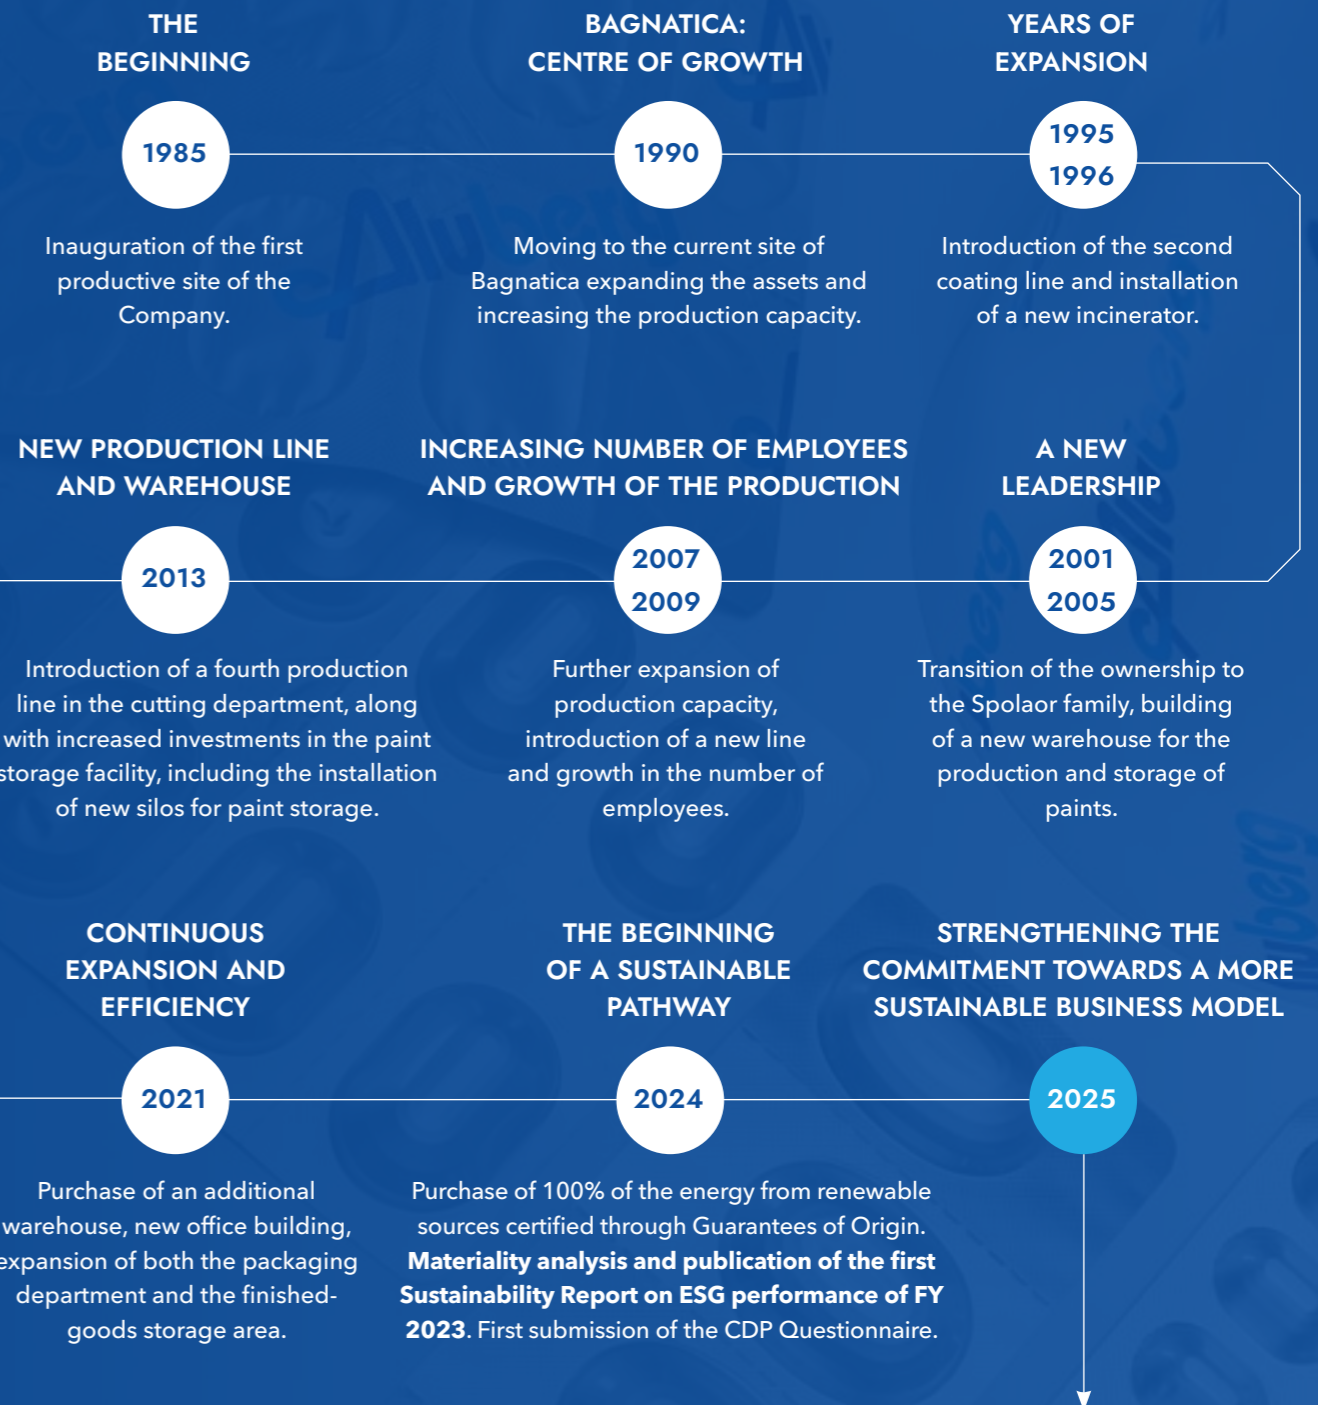 THE
BEGINNING
1985
Inauguration of the first
productive site of the
Company.
BAGNATICA:
CENTRE OF GROWTH
1990
Moving to the current site of
Bagnatica expanding the assets and
increasing the production capacity.
YEARS OF
EXPANSION
1995
1996
Introduction of the second
coating line and installation
of a new incinerator.
A NEW
LEADERSHIP
2001
2005
Transition of the ownership to
the Spolaor family, building
of a new warehouse for the
production and storage of
paints.
INCREASING NUMBER OF EMPLOYEES
AND GROWTH OF THE PRODUCTION
2007
2009
Further expansion of
production capacity,
introduction of a new line
and growth in the number of
employees.
NEW PRODUCTION LINE
AND WAREHOUSE
2013
Introduction of a fourth production
line in the cutting department, along
with increased investments in the paint
storage facility, including the installation
of new silos for paint storage.
CONTINUOUS
EXPANSION AND
EFFICIENCY
2021
Purchase of an additional
warehouse, new office building,
expansion of both the packaging
department and the finished-
goods storage area.
THE BEGINNING
OF A SUSTAINABLE
PATHWAY
2024
Purchase of 100% of the energy from renewable
sources certified through Guarantees of Origin.
Materiality analysis and publication of the first
Sustainability Report on ESG performance of FY
2023. First submission of the CDP Questionnaire.
STRENGTHENING THE
COMMITMENT TOWARDS A MORE
SUSTAINABLE BUSINESS MODEL
2025
Aluberg